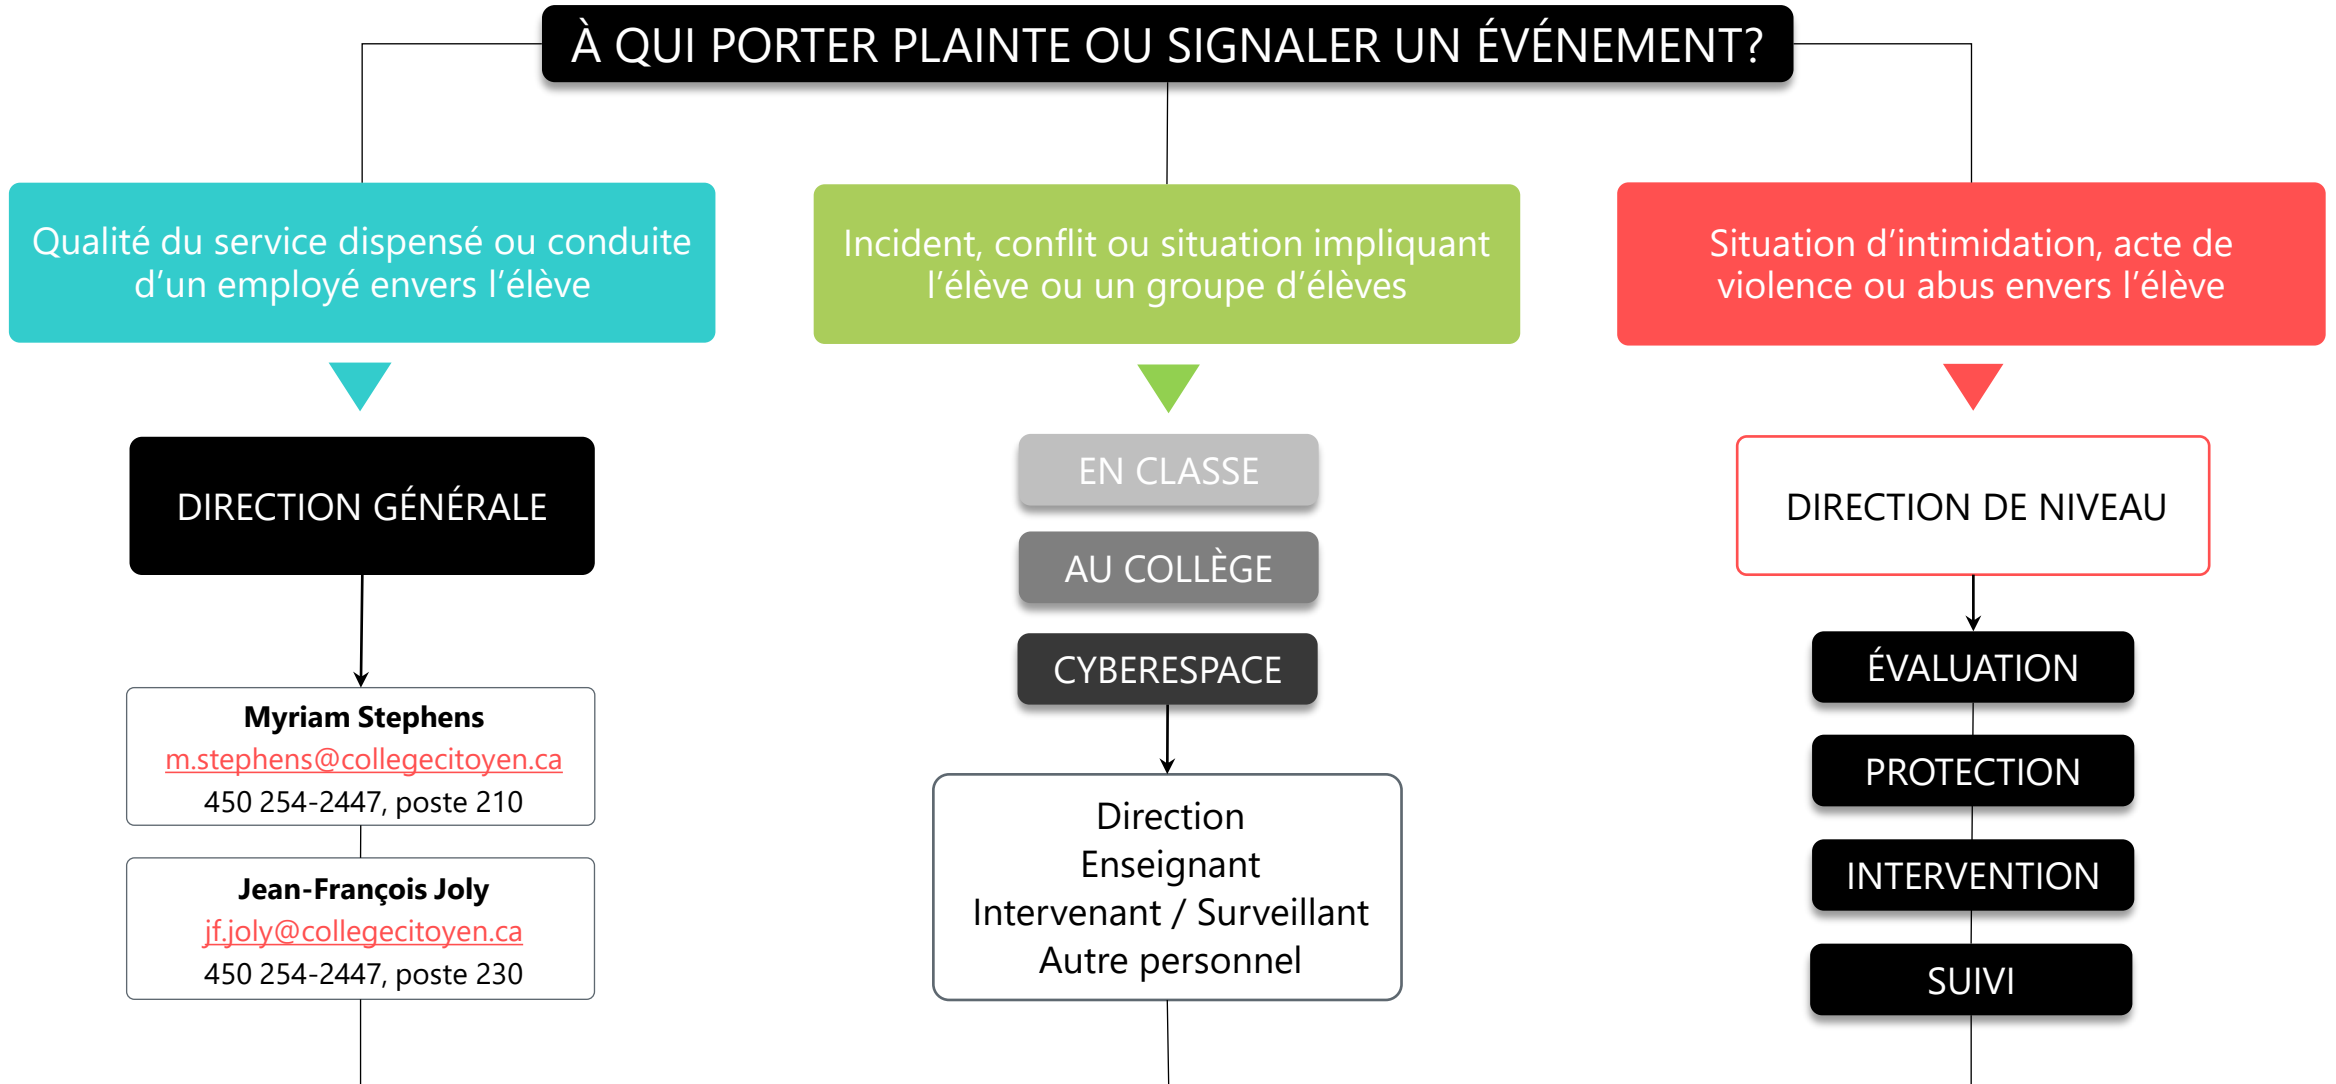 À QUI PORTER PLAINTE OU SIGNALER UN ÉVÉNEMENT?
Qualité du service dispensé ou conduite
d’un employé envers l’élève
DIRECTION GÉNÉRALE
Myriam Stephens
m.stephens@collegecitoyen.ca
450 254-2447, poste 210
Jean-François Joly
jf.joly@collegecitoyen.ca
450 254-2447, poste 230
Incident, conflit ou situation impliquant
l’élève ou un groupe d’élèves
EN CLASSE
AU COLLÈGE
CYBERESPACE
Direction
Enseignant
Intervenant / Surveillant
Autre personnel
Situation d’intimidation, acte de
violence ou abus envers l’élève
DIRECTION DE NIVEAU
ÉVALUATION
PROTECTION
INTERVENTION
SUIVI